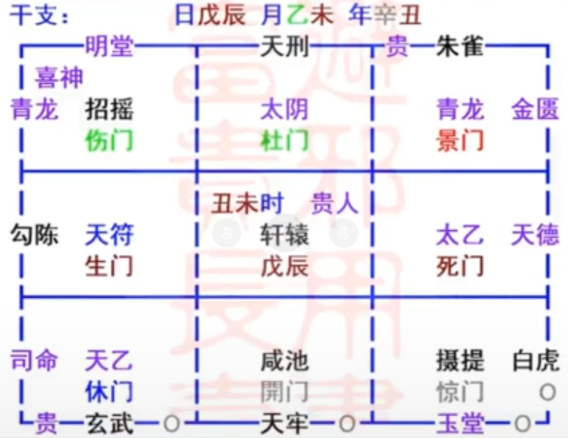 干支： 日戊辰 月乙未 年辛丑
明堂 天刑 贵 朱雀
喜神
青龙 招摇 太阴 青龙 金匮
伤门 杜门 景门
丑未时 贵人
勾陈 天符 轩辕 太乙 天德
生门 戊辰 死门
司命 天乙 咸池 摄提 白虎
休门 開门 惊门 O
贵 玄武 O 天牢 O 玉堂 O